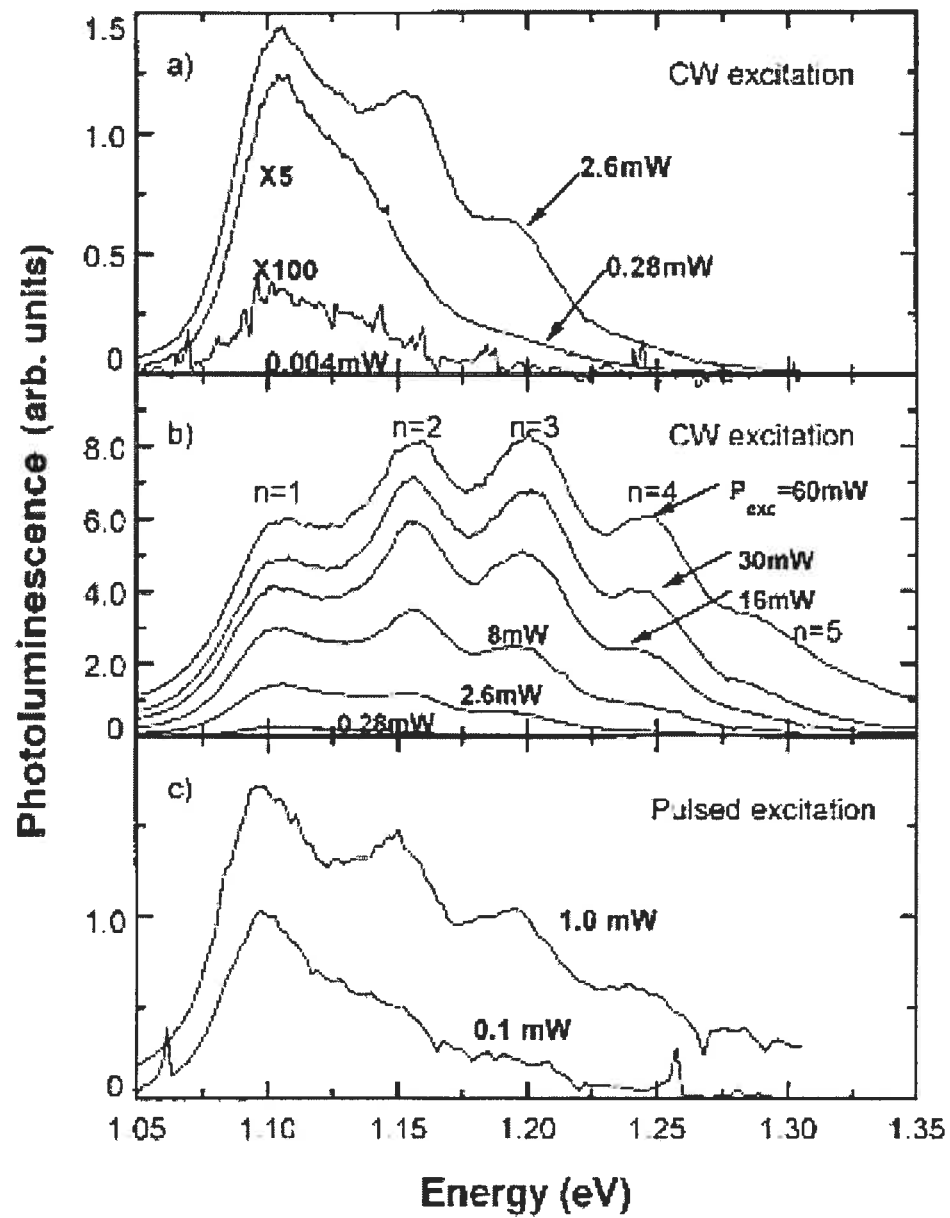 Photoluminescence (arb. units)
1.5
1.0
0.5
0
a)
CW excitation
X5
2.6mW
X100
0.28mW
0.004mW
8.0
6.0
4.0
2.0
0
b)
CW excitation
n=1
n=2
n=3
n=4
n=5
Pexc=60mW
30mW
16mW
8mW
2.6mW
0.28mW
1.0
0
c)
Pulsed excitation
1.0 mW
0.1 mW
1.05 1.10 1.15 1.20 1.25 1.30 1.35
Energy (eV)